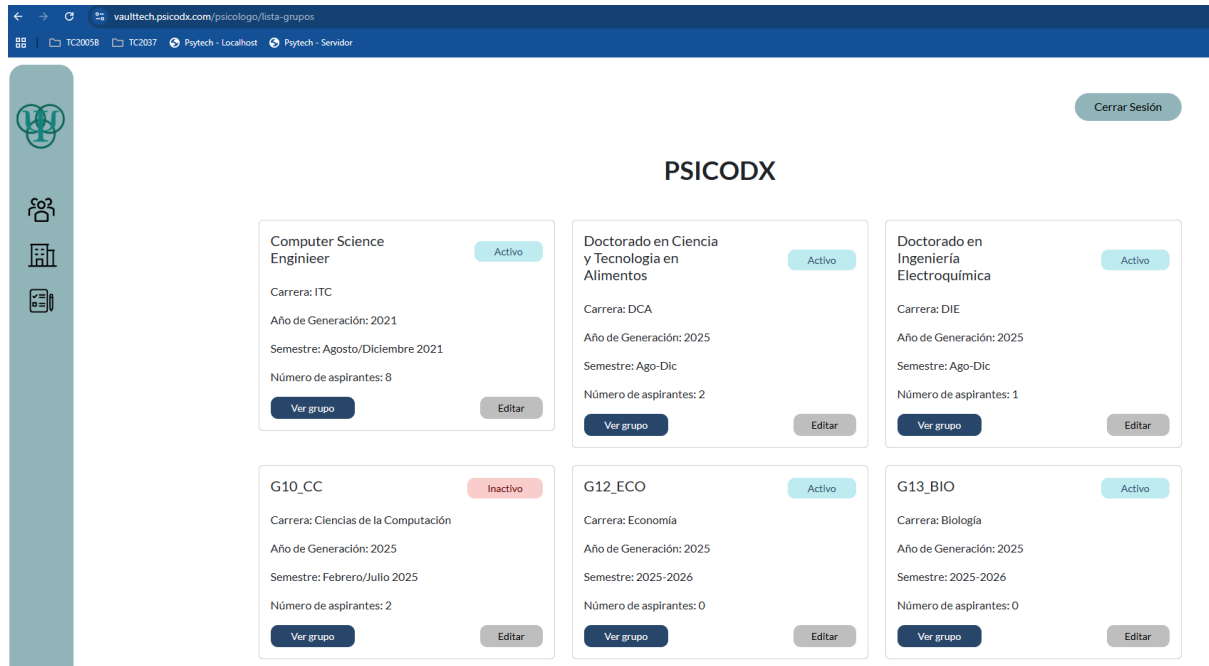 vaulttech.psicodx.com/psicologo/lista-grupos
TC2005B TC2037 Psytech - Localhost Psytech - Servidor
Cerrar Sesión
PSICODX
Computer Science
Enginieer
Activo
Carrera: ITC
Año de Generación: 2021
Semestre: Agosto/Diciembre 2021
Número de aspirantes: 8
Ver grupo Editar
Doctorado en Ciencia
y Tecnologia en
Alimentos
Activo
Carrera: DCA
Año de Generación: 2025
Semestre: Ago-Dic
Número de aspirantes: 2
Ver grupo Editar
Doctorado en
Ingeniería
Electroquímica
Activo
Carrera: DIE
Año de Generación: 2025
Semestre: Ago-Dic
Número de aspirantes: 1
Ver grupo Editar
G10_CC Inactivo
Carrera: Ciencias de la Computación
Año de Generación: 2025
Semestre: Febrero/Julio 2025
Número de aspirantes: 2
Ver grupo Editar
G12_ECO Activo
Carrera: Economía
Año de Generación: 2025
Semestre: 2025-2026
Número de aspirantes: 0
Ver grupo Editar
G13_BIO Activo
Carrera: Biología
Año de Generación: 2025
Semestre: 2025-2026
Número de aspirantes: 0
Ver grupo Editar